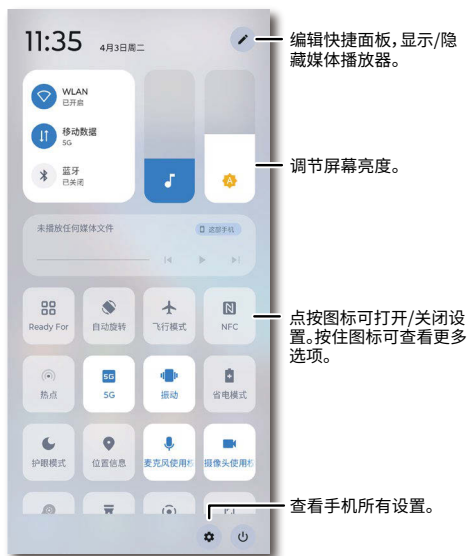 11:35 4月3日周二
编辑快捷面板，显示/隐
藏媒体播放器。
WLAN
已开启
移动数据
5G
蓝牙
已关闭
A
调节屏幕亮度。
未播放任何媒体文件
这部手机
Ready For
自动旋转
飞行模式
N
NFC
点按图标可打开/关闭设
置。按住图标可查看更多
选项。
热点
5G
5G
振动
省电模式
护眼模式
位置信息
麦克风使用权
摄像头使用权
查看手机所有设置。